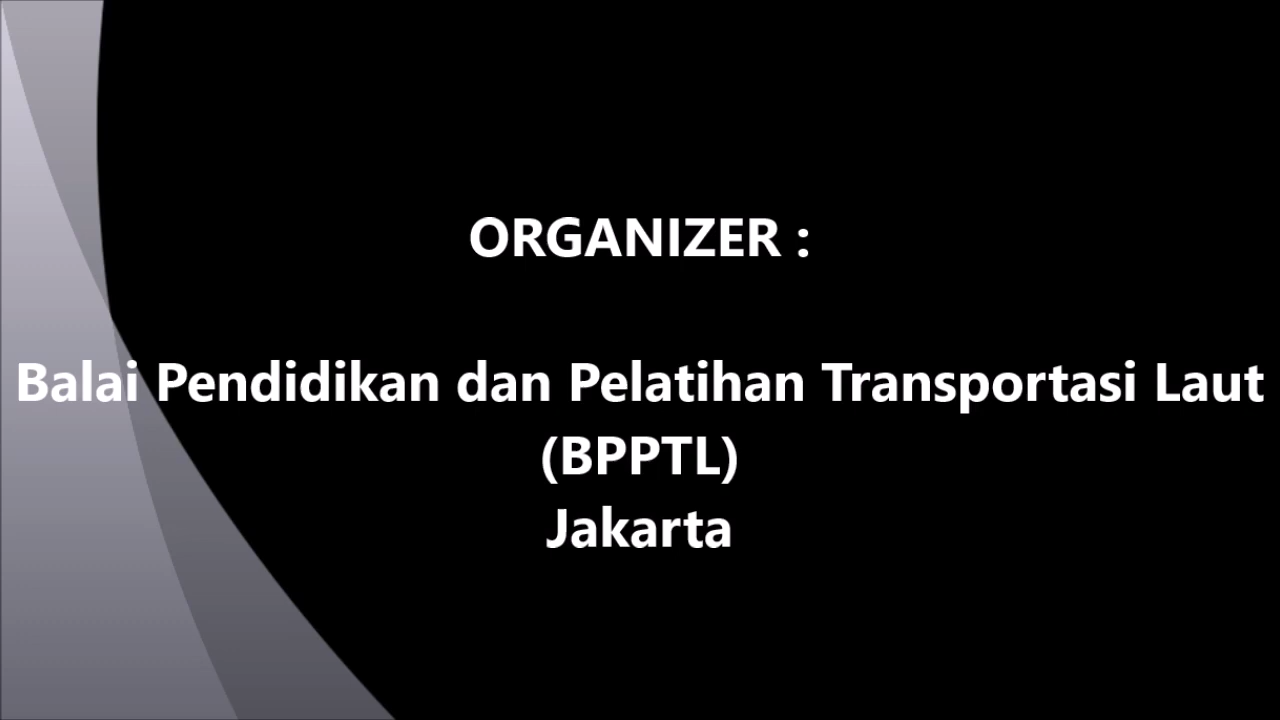 ORGANIZER :
Balai Pendidikan dan Pelatihan Transportasi Laut
(BPPTL)
Jakarta